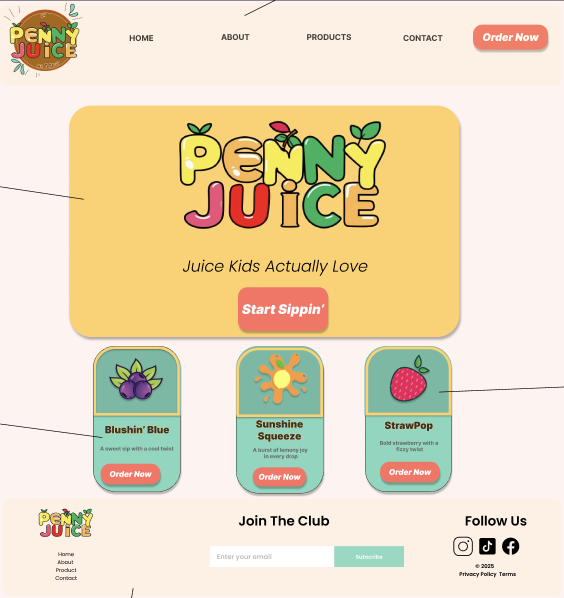 PENNY
JUiCE
HOME
ABOUT
PRODUCTS
CONTACT
Order Now
PENNY
JUiCE
Juice Kids Actually Love
Start Sippin’
Blushin’ Blue
A sweet sip with a cool twist
Order Now
Sunshine
Squeeze
A burst of lemony joy
in every drop
Order Now
StrawPop
Bold strawberry with a
fizzy twist
Order Now
PENNY
JUiCE
Home
About
Product
Contact
Join The Club
Enter your email
Subscribe
Follow Us
© 2025
Privacy Policy Terms